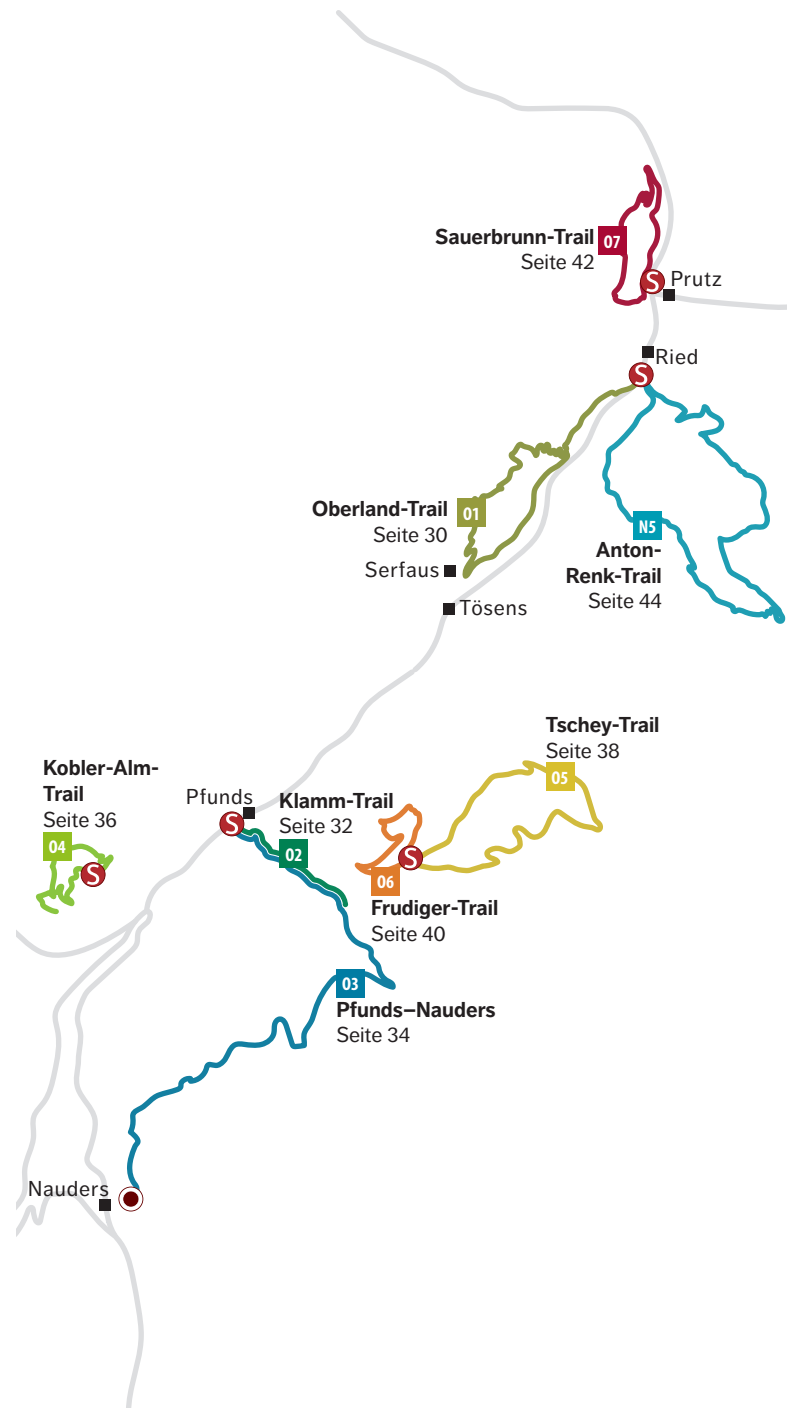 Sauerbrunn-Trail
Seite 42
07
S
Prutz
Ried
S
Oberland-Trail
Seite 30
01
Serfaus
Tösens
N5
Anton-
Renk-Trail
Seite 44
Tschey-Trail
Seite 38
05
Kobler-Alm-
Trail
Seite 36
04
S
Pfunds
S
Klamm-Trail
Seite 32
02
S
06
Frudiger-Trail
Seite 40
03
Pfunds–Nauders
Seite 34
Nauders